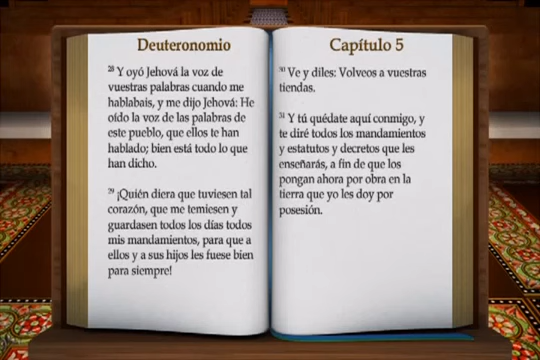 Deuteronomio
28 Y oyó Jehová la voz de
vuestras palabras cuando me
hablabais, y me dijo Jehová: He
oído la voz de las palabras de
este pueblo, que ellos te han
hablado; bien está todo lo que
han dicho.
29 ¡Quién diera que tuviesen tal
corazón, que me temiesen y
guardasen todos los días todos
mis mandamientos, para que a
ellos y a sus hijos les fuese bien
para siempre!
Capítulo 5
30 Ve y diles: Volveos a vuestras
tiendas.
31 Y tú quédate aquí conmigo, y
te diré todos los mandamientos
y estatutos y decretos que les
enseñarás, a fin de que los
pongan ahora por obra en la
tierra que yo les doy por
posesión.